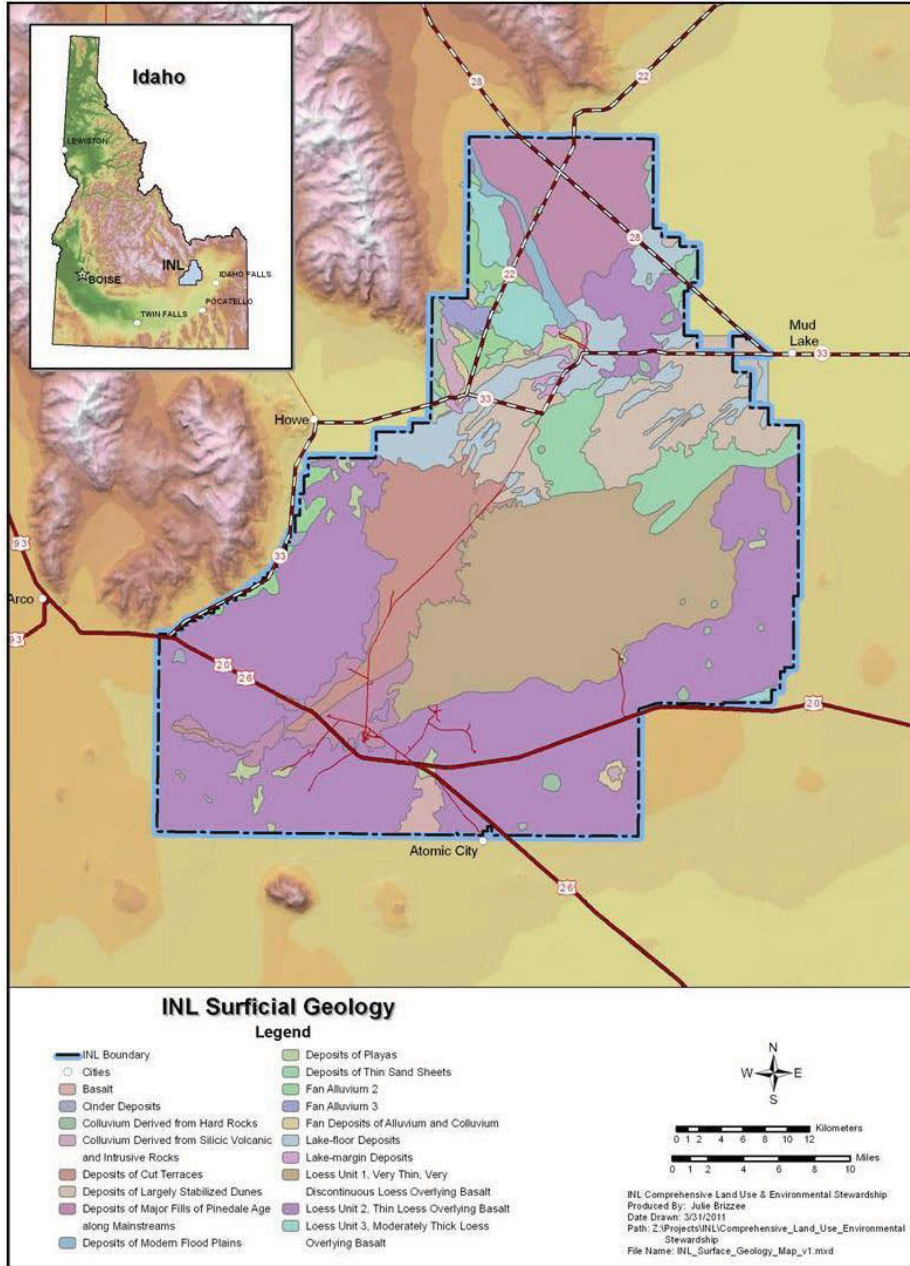 Idaho
LEWISTON
INL
IDAHO FALLS
BOISE
POCATELLO
TWIN FALLS
28
22
28
22
Mud
Lake
33
33
Howe
33
93
Arco
93
20
26
20
Atomic City
26
INL Surficial Geology
Legend
INL Boundary
Cities
Basalt
Cinder Deposits
Colluvium Derived from Hard Rocks
Colluvium Derived from Silicic Volcanic
and Intrusive Rocks
Deposits of Cut Terraces
Deposits of Largely Stabilized Dunes
Deposits of Major Fills of Pinedale Age
along Mainstreams
Deposits of Modern Flood Plains
Deposits of Playas
Deposits of Thin Sand Sheets
Fan Alluvium 2
Fan Alluvium 3
Fan Deposits of Alluvium and Colluvium
Lake-floor Deposits
Lake-margin Deposits
Loess Unit 1, Very Thin, Very
Discontinuous Loess Overlying Basalt
Loess Unit 2, Thin Loess Overlying Basalt
Loess Unit 3, Moderately Thick Loess
Overlying Basalt
N
W E
S
Kilometers
0 1 2 4 6 8 10 12
Miles
0 1 2 4 6 8 10
INL Comprehensive Land Use & Environmental Stewardship
Produced By: Julie Brizzee
Date Drawn: 3/31/2011
Path: Z:\Projects\INL\Comprehensive_Land_Use_Environmental
Stewardship
File Name: INL_Surface_Geology_Map_v1.mxd